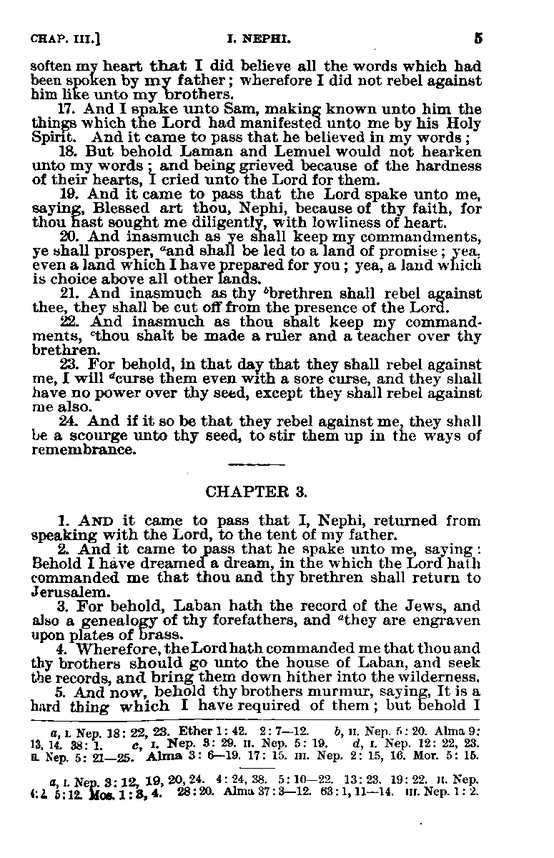 CHAP. III.] I. NEPHI. 5
soften my heart that I did believe all the words which had
been spoken by my father; wherefore I did not rebel against
him like unto my brothers.
17. And I spake unto Sam, making known unto him the
things which the Lord had manifested unto me by his Holy
Spirit. And it came to pass that he believed in my words;
18. But behold Laman and Lemuel would not hearken
unto my words; and being grieved because of the hardness
of their hearts, I cried unto the Lord for them.
19. And it came to pass that the Lord spake unto me,
saying, Blessed art thou, Nephi, because of thy faith, for
thou hast sought me diligently, with lowliness of heart.
20. And inasmuch as ye shall keep my commandments,
ye shall prosper, ᵃand shall be led to a land of promise; yea,
even a land which I have prepared for you; yea, a land which
is choice above all other lands.
21. And inasmuch as thy ᵇbrethren shall rebel against
thee, they shall be cut off from the presence of the Lord.
22. And inasmuch as thou shalt keep my command-
ments, ᶜthou shalt be made a ruler and a teacher over thy
brethren.
23. For behold, in that day that they shall rebel against
me, I will ᵈcurse them even with a sore curse, and they shall
have no power over thy seed, except they shall rebel against
me also.
24. And if it so be that they rebel against me, they shall
be a scourge unto thy seed, to stir them up in the ways of
remembrance.
CHAPTER 3.
1. AND it came to pass that I, Nephi, returned from
speaking with the Lord, to the tent of my father.
2. And it came to pass that he spake unto me, saying:
Behold I have dreamed a dream, in the which the Lord hath
commanded me that thou and thy brethren shall return to
Jerusalem.
3. For behold, Laban hath the record of the Jews, and
also a genealogy of thy forefathers, and ᵃthey are engraven
upon plates of brass.
4. Wherefore, the Lord hath commanded me that thou and
thy brothers should go unto the house of Laban, and seek
the records, and bring them down hither into the wilderness.
5. And now, behold thy brothers murmur, saying, It is a
hard thing which I have required of them; but behold I
a, I. Nep. 18: 22, 23. Ether 1: 42. 2: 7—12. b, II. Nep. 5: 20. Alma 9:
13, 14. 38: 1. c, I. Nep. 3: 29. II. Nep. 5: 19. d, I. Nep. 12: 22, 23.
II. Nep. 5: 21—25. Alma 3: 6—19. 17: 15. III. Nep. 2: 15, 16. Mor. 5: 15.
a, I. Nep. 3: 12, 19, 20, 24. 4: 24, 38. 5: 10—22. 13: 23. 19: 22. II. Nep.
4: 2. 5: 12. Mos. 1: 3, 4. 28: 20. Alma 37: 3—12. 63: 1, 11—14. III. Nep. 1: 2.